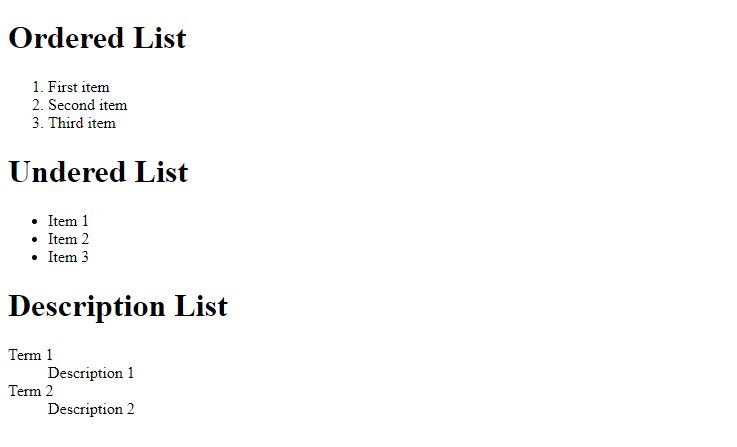 Ordered List
1. First item
2. Second item
3. Third item
Undered List
• Item 1
• Item 2
• Item 3
Description List
Term 1
Description 1
Term 2
Description 2